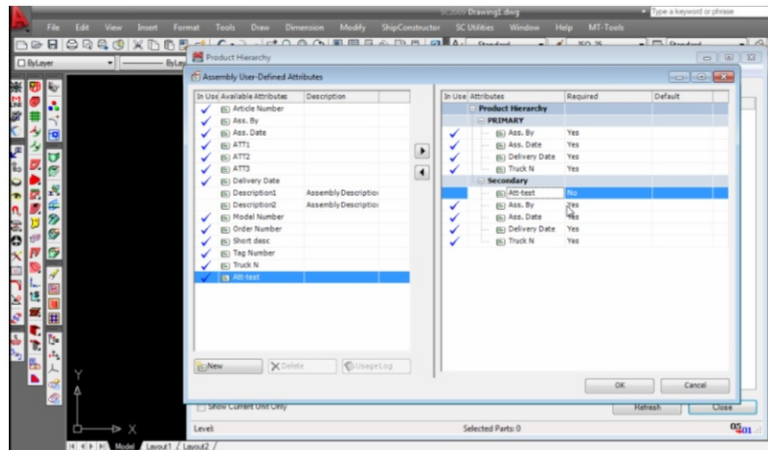 SC2009 Drawing1.dwg
Type a keyword or phrase
File Edit View Insert Format Tools Draw Dimension Modify ShipConstructor SC Utilities Window Help MT-Tools
Standard ISO-25 Standard
ByLayer ByLay
Product Hierarchy
Assembly User-Defined Attributes
In Use Available Attributes Description
Article Number
Ass. By
Ass. Date
ATT1
ATT2
ATT3
Delivery Date
Description1 AssemblyDescription
Description2 AssemblyDescription
Model Number
Order Number
Short desc
Tag Number
Truck N
Att-test
New Delete UsageLog
In Use Attributes Required Default
Product Hierarchy
PRIMARY
Ass. By Yes
Ass. Date Yes
Delivery Date Yes
Truck N Yes
Secondary
Att-test No
Ass. By Yes
Ass. Date Yes
Delivery Date Yes
Truck N Yes
OK Cancel
Show Current Unit Only
Refresh Close
Level: Selected Parts: 0
Y
X
Model Layout1 Layout2